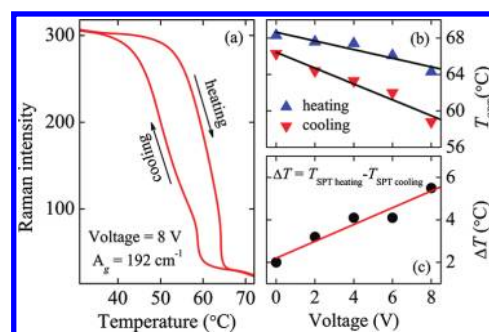 300
200
100
Raman intensity
(a)
heating
cooling
Voltage = 8 V
A_g = 192 cm⁻¹
40 50 60 70
Temperature (°C)
(b)
heating
cooling
68
64
60
(°C)
ΔT = T_SPT heating-T_SPT cooling
(c)
6
4
2
ΔT (°C)
0 2 4 6 8
Voltage (V)